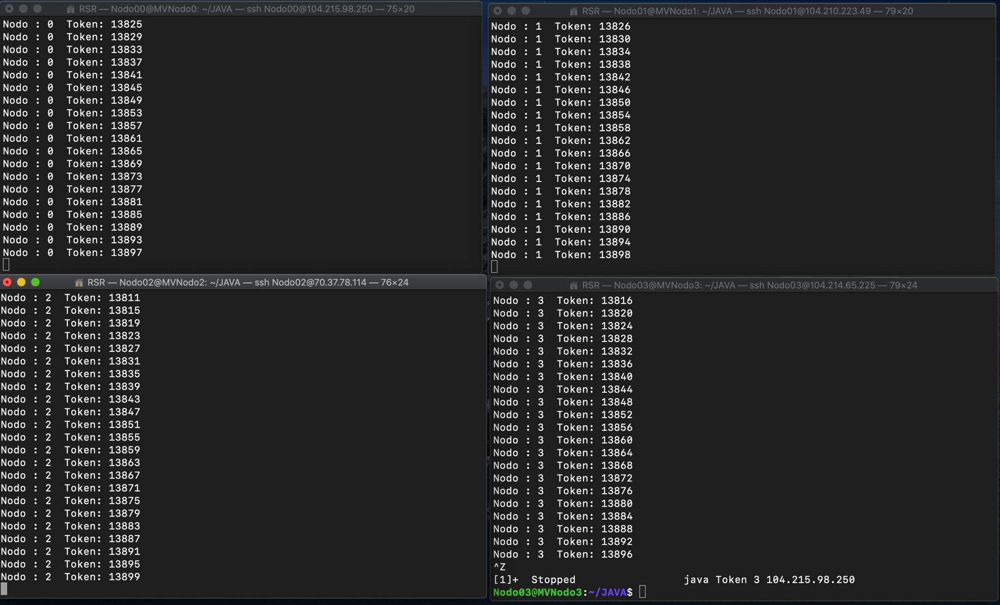 RSR — Nodo00@MVNodo0: ~/JAVA — ssh Nodo00@104.215.98.250 — 75×20
Nodo : 0  Token: 13825
Nodo : 0  Token: 13829
Nodo : 0  Token: 13833
Nodo : 0  Token: 13837
Nodo : 0  Token: 13841
Nodo : 0  Token: 13845
Nodo : 0  Token: 13849
Nodo : 0  Token: 13853
Nodo : 0  Token: 13857
Nodo : 0  Token: 13861
Nodo : 0  Token: 13865
Nodo : 0  Token: 13869
Nodo : 0  Token: 13873
Nodo : 0  Token: 13877
Nodo : 0  Token: 13881
Nodo : 0  Token: 13885
Nodo : 0  Token: 13889
Nodo : 0  Token: 13893
Nodo : 0  Token: 13897
RSR — Nodo01@MVNodo1: ~/JAVA — ssh Nodo01@104.210.223.49 — 79×20
Nodo : 1  Token: 13826
Nodo : 1  Token: 13830
Nodo : 1  Token: 13834
Nodo : 1  Token: 13838
Nodo : 1  Token: 13842
Nodo : 1  Token: 13846
Nodo : 1  Token: 13850
Nodo : 1  Token: 13854
Nodo : 1  Token: 13858
Nodo : 1  Token: 13862
Nodo : 1  Token: 13866
Nodo : 1  Token: 13870
Nodo : 1  Token: 13874
Nodo : 1  Token: 13878
Nodo : 1  Token: 13882
Nodo : 1  Token: 13886
Nodo : 1  Token: 13890
Nodo : 1  Token: 13894
Nodo : 1  Token: 13898
RSR — Nodo02@MVNodo2: ~/JAVA — ssh Nodo02@70.37.78.114 — 76×24
Nodo : 2  Token: 13811
Nodo : 2  Token: 13815
Nodo : 2  Token: 13819
Nodo : 2  Token: 13823
Nodo : 2  Token: 13827
Nodo : 2  Token: 13831
Nodo : 2  Token: 13835
Nodo : 2  Token: 13839
Nodo : 2  Token: 13843
Nodo : 2  Token: 13847
Nodo : 2  Token: 13851
Nodo : 2  Token: 13855
Nodo : 2  Token: 13859
Nodo : 2  Token: 13863
Nodo : 2  Token: 13867
Nodo : 2  Token: 13871
Nodo : 2  Token: 13875
Nodo : 2  Token: 13879
Nodo : 2  Token: 13883
Nodo : 2  Token: 13887
Nodo : 2  Token: 13891
Nodo : 2  Token: 13895
Nodo : 2  Token: 13899
RSR — Nodo03@MVNodo3: ~/JAVA — ssh Nodo03@104.214.65.225 — 79×24
Nodo : 3  Token: 13816
Nodo : 3  Token: 13820
Nodo : 3  Token: 13824
Nodo : 3  Token: 13828
Nodo : 3  Token: 13832
Nodo : 3  Token: 13836
Nodo : 3  Token: 13840
Nodo : 3  Token: 13844
Nodo : 3  Token: 13848
Nodo : 3  Token: 13852
Nodo : 3  Token: 13856
Nodo : 3  Token: 13860
Nodo : 3  Token: 13864
Nodo : 3  Token: 13868
Nodo : 3  Token: 13872
Nodo : 3  Token: 13876
Nodo : 3  Token: 13880
Nodo : 3  Token: 13884
Nodo : 3  Token: 13888
Nodo : 3  Token: 13892
Nodo : 3  Token: 13896
^Z
[1]+  Stopped                 java Token 3 104.215.98.250
Nodo03@MVNodo3:~/JAVA$